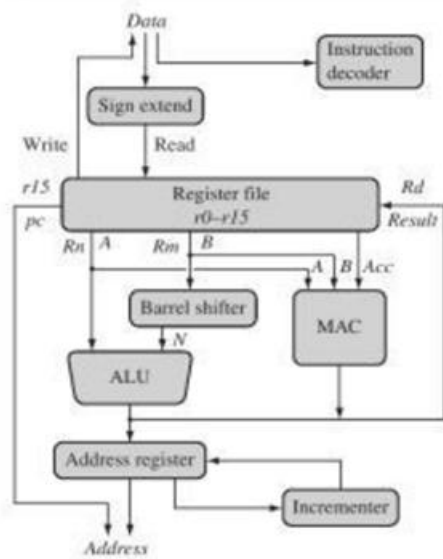 Data
Instruction
decoder
Sign extend
Write
Read
r15
Register file
Rd
pc
r0–r15
Result
Rn
A
Rm
B
A
B
Acc
Barrel shifter
MAC
N
ALU
Address register
Incrementer
Address